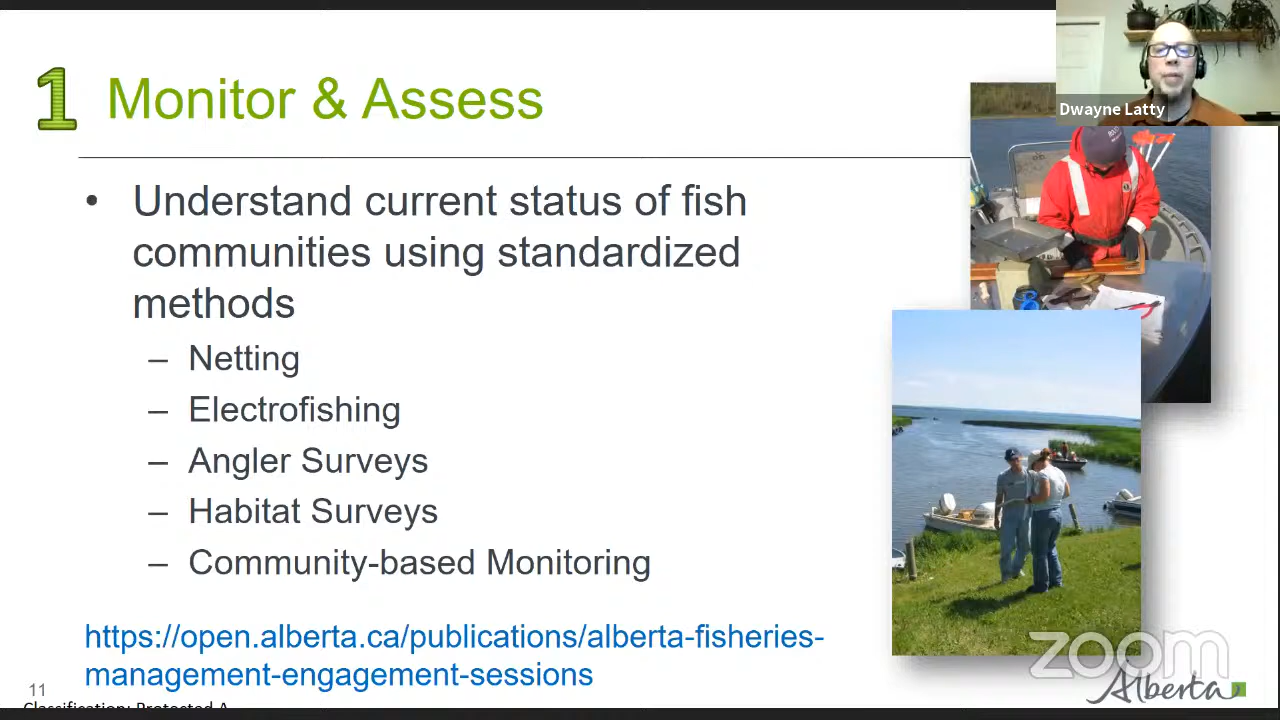 1 Monitor & Assess
Dwayne Latty
• Understand current status of fish
communities using standardized
methods
– Netting
– Electrofishing
– Angler Surveys
– Habitat Surveys
– Community-based Monitoring
https://open.alberta.ca/publications/alberta-fisheries-
management-engagement-sessions
11
Classification: Protected A
zoom
Alberta